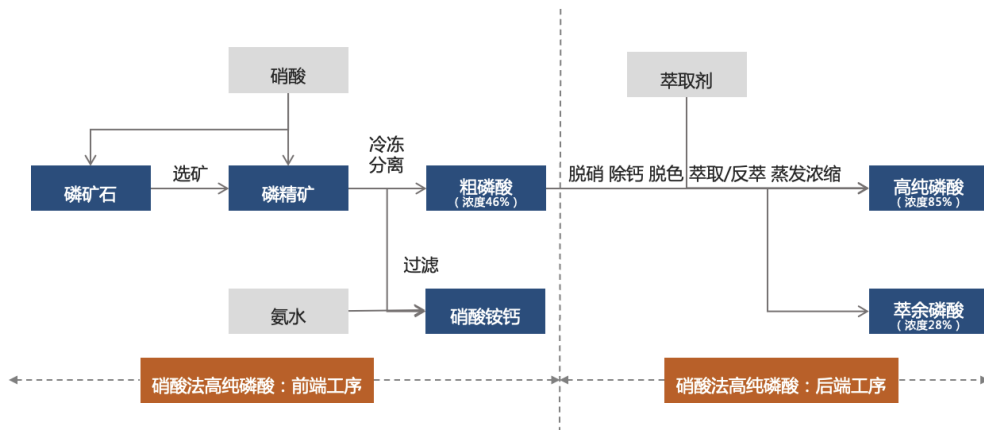 硝酸
萃取剂
冷冻
分离
磷矿石
选矿
磷精矿
粗磷酸
（浓度46%）
脱硝 除钙 脱色 萃取/反萃 蒸发浓缩
高纯磷酸
（浓度85%）
过滤
氨水
硝酸铵钙
萃余磷酸
（浓度28%）
硝酸法高纯磷酸：前端工序
硝酸法高纯磷酸：后端工序